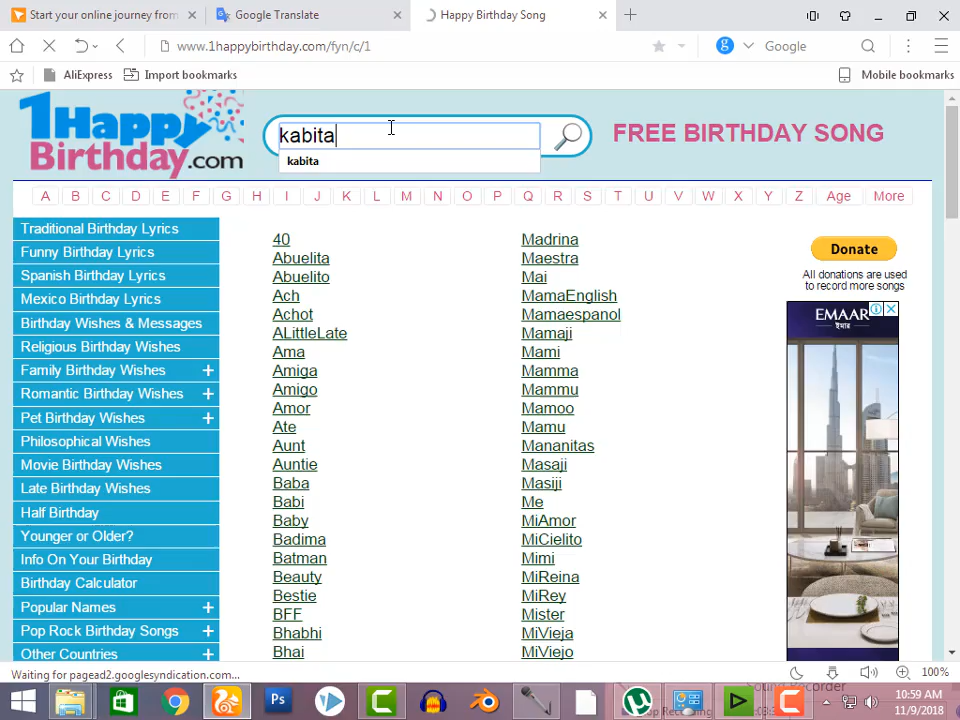 Start your online journey from
Google Translate
Happy Birthday Song
www.1happybirthday.com/fyn/c/1
Google
AliExpress
Import bookmarks
Mobile bookmarks
1Happy
Birthday.com
kabita
FREE BIRTHDAY SONG
kabita
A B C D E F G H I J K L M N O P Q R S T U V W X Y Z Age More
Traditional Birthday Lyrics
Funny Birthday Lyrics
Spanish Birthday Lyrics
Mexico Birthday Lyrics
Birthday Wishes & Messages
Religious Birthday Wishes
Family Birthday Wishes +
Romantic Birthday Wishes +
Pet Birthday Wishes +
Philosophical Wishes
Movie Birthday Wishes
Late Birthday Wishes
Half Birthday
Younger or Older?
Info On Your Birthday
Birthday Calculator
Popular Names +
Pop Rock Birthday Songs +
Other Countries +
40
Abuelita
Abuelito
Ach
Achot
ALittleLate
Ama
Amiga
Amigo
Amor
Ate
Aunt
Auntie
Baba
Babi
Baby
Badima
Batman
Beauty
Bestie
BFF
Bhabhi
Bhai
Madrina
Maestra
Mai
MamaEnglish
Mamaespanol
Mamaji
Mami
Mamma
Mammu
Mamoo
Mamu
Mananitas
Masaji
Masiji
Me
MiAmor
MiCielito
Mimi
MiReina
MiRey
Mister
MiVieja
MiViejo
Donate
All donations are used
to record more songs
EMAAR
इमार
Waiting for pagead2.googlesyndication.com...
100%
Ps
10:59 AM
11/9/2018